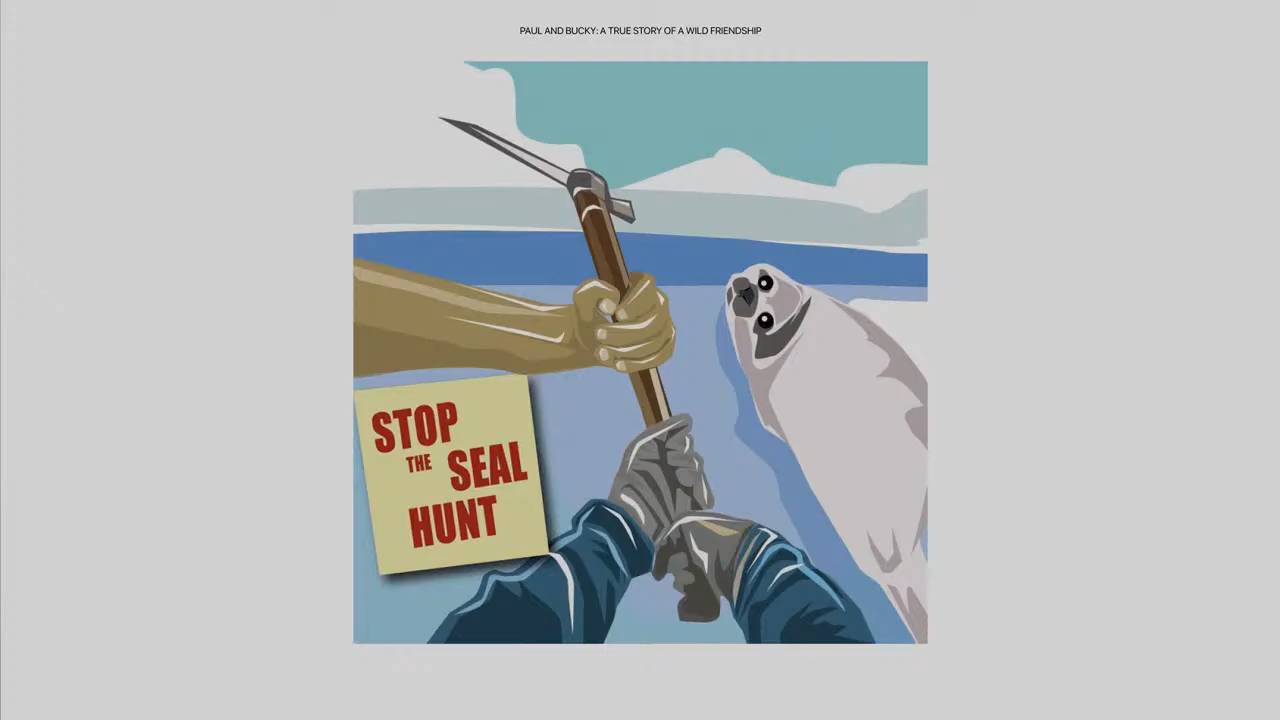 PAUL AND BUCKY: A TRUE STORY OF A WILD FRIENDSHIP
STOP
THE SEAL
HUNT